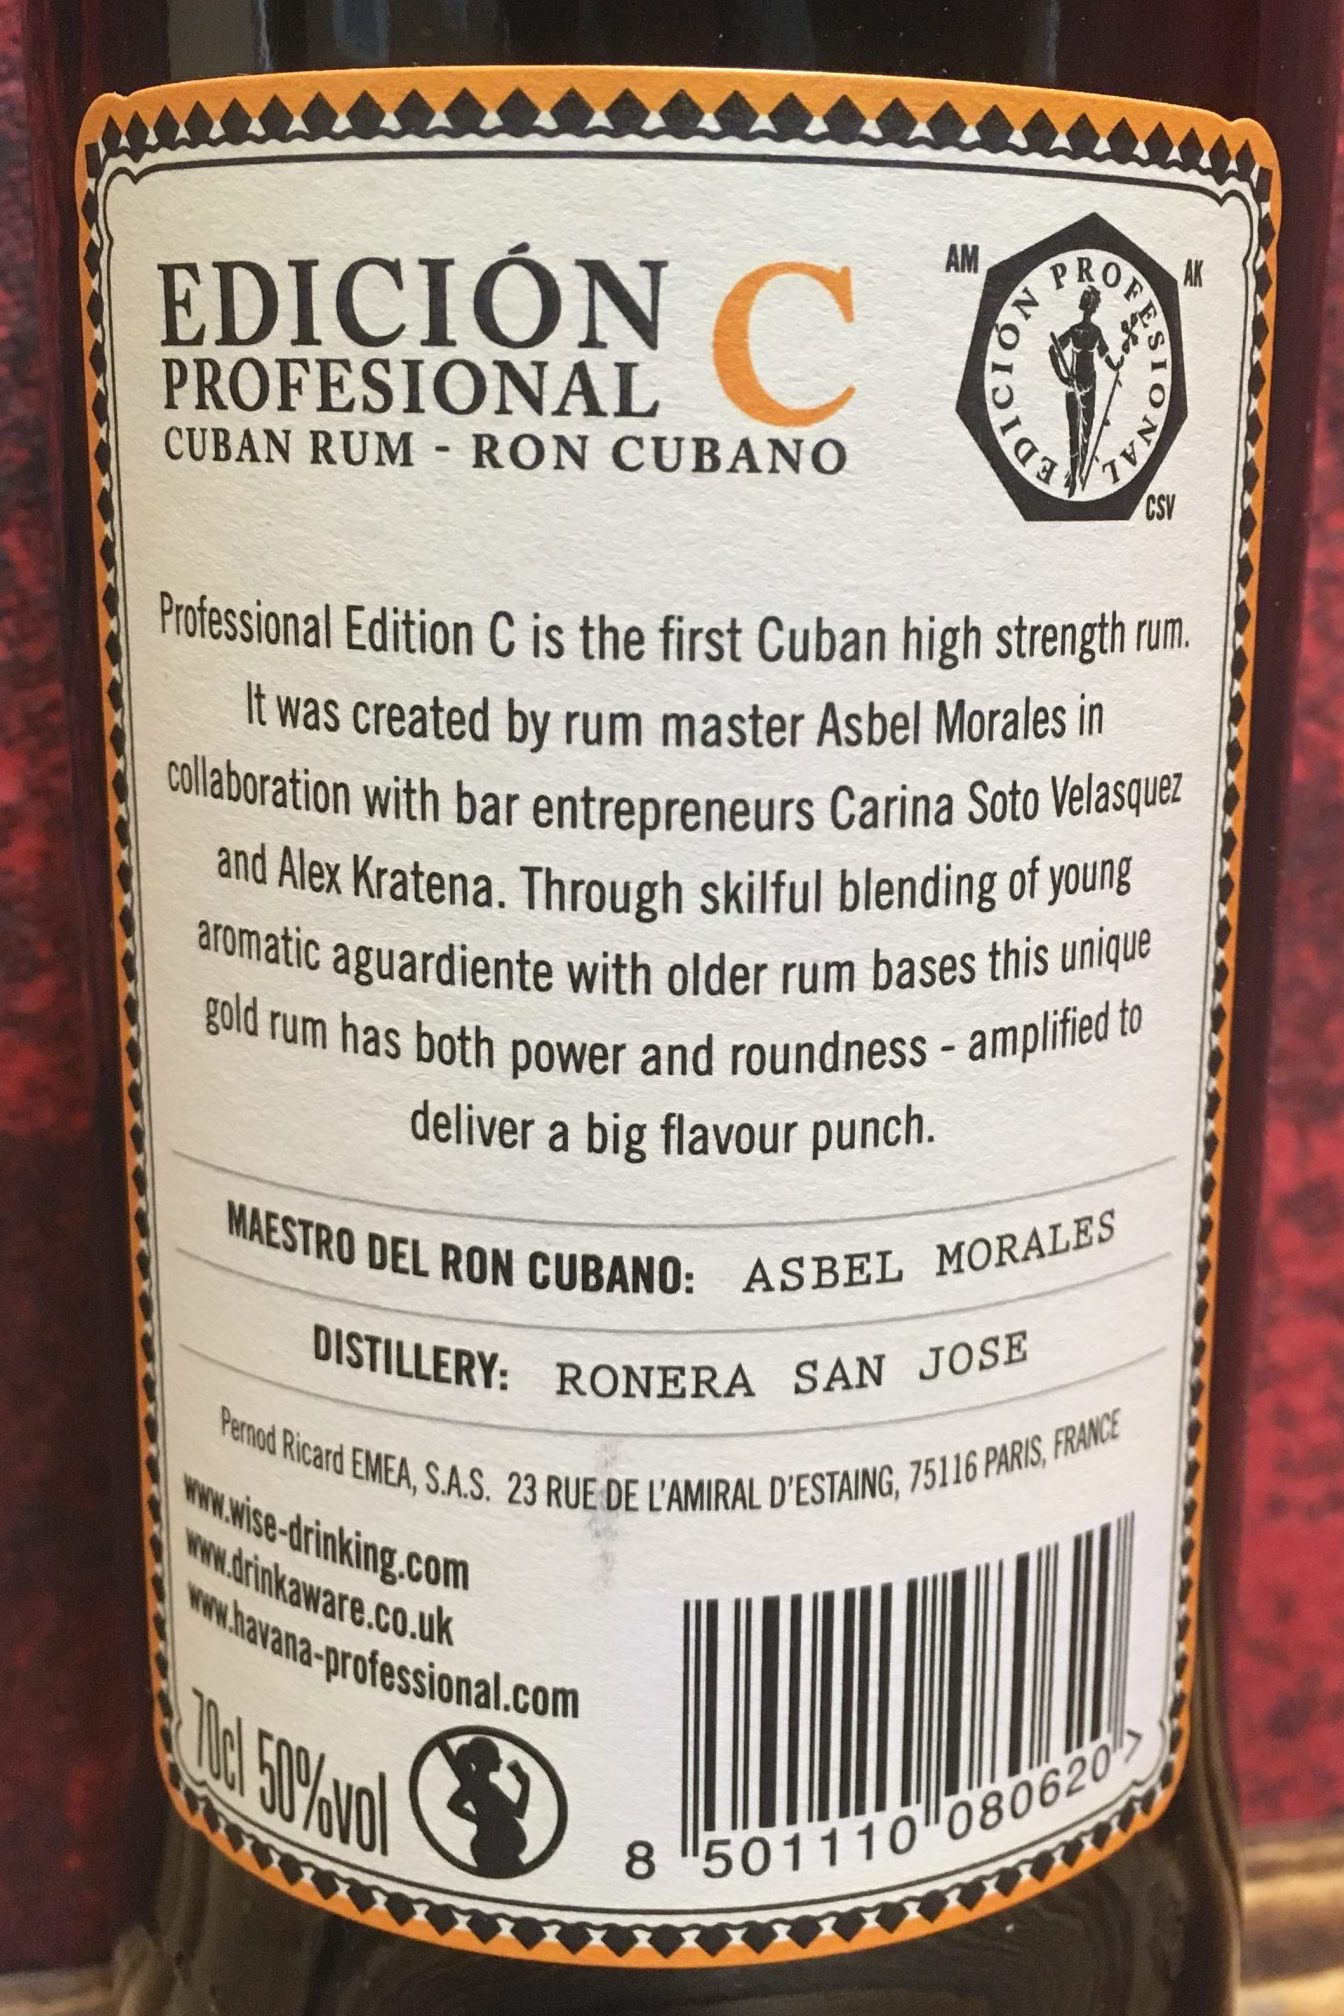 EDICIÓN C
PROFESIONAL
CUBAN RUM - RON CUBANO
AM
AK
EDICIÓN PROFESIONAL
CSV
Professional Edition C is the first Cuban high strength rum.
It was created by rum master Asbel Morales in
collaboration with bar entrepreneurs Carina Soto Velasquez
and Alex Kratena. Through skilful blending of young
aromatic aguardiente with older rum bases this unique
gold rum has both power and roundness - amplified to
deliver a big flavour punch.
MAESTRO DEL RON CUBANO: ASBEL MORALES
DISTILLERY: RONERA SAN JOSE
Pernod Ricard EMEA, S.A.S. 23 RUE DE L'AMIRAL D'ESTAING, 75116 PARIS, FRANCE
www.wise-drinking.com
www.drinkaware.co.uk
www.havana-professional.com
70cl 50%vol
8 501110 080620 >